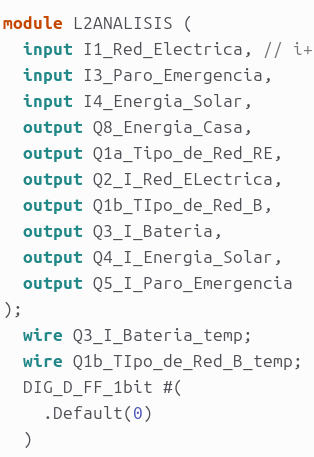 module L2ANALISIS (
  input I1_Red_Electrica, // i+
  input I3_Paro_Emergencia,
  input I4_Energia_Solar,
  output Q8_Energia_Casa,
  output Q1a_Tipo_de_Red_RE,
  output Q2_I_Red_ELectrica,
  output Q1b_TIpo_de_Red_B,
  output Q3_I_Bateria,
  output Q4_I_Energia_Solar,
  output Q5_I_Paro_Emergencia
);
  wire Q3_I_Bateria_temp;
  wire Q1b_TIpo_de_Red_B_temp;
  DIG_D_FF_1bit #(
    .Default(0)
  )